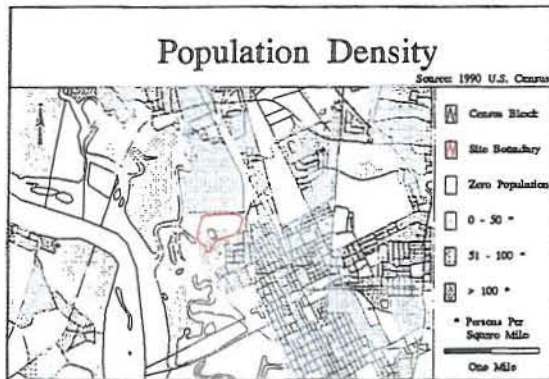 Population Density
Source: 1990 U.S. Census
Census Block
Site Boundary
Zero Population
0 - 50 *
51 - 100 *
> 100 *
* Persons Per
Square Mile
One Mile